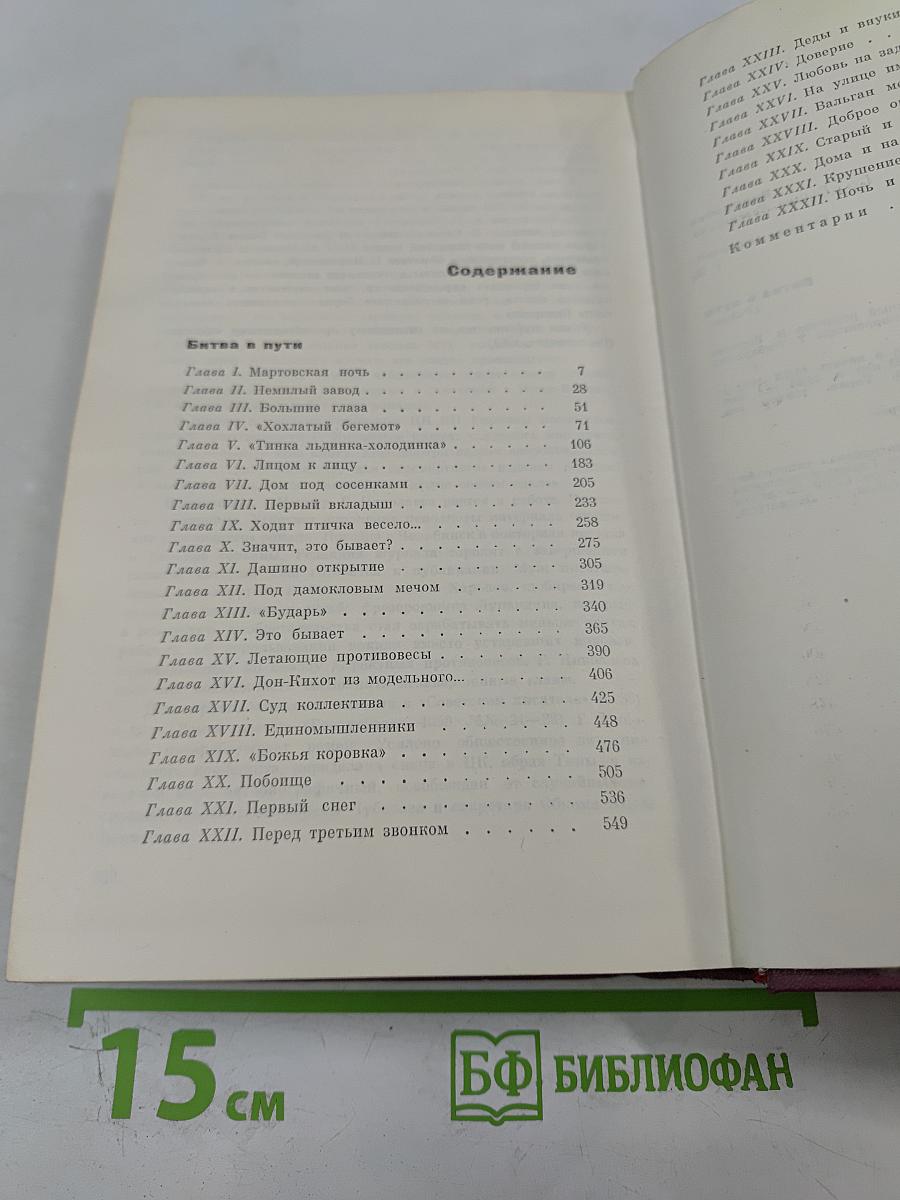 Содержание
Битва в пути
Глава I. Мартовская ночь . . . . . . . . . . 7
Глава II. Немилый завод . . . . . . . . . . 28
Глава III. Большие глаза . . . . . . . . . . 51
Глава IV. «Хохлатый бегемот» . . . . . . . . 71
Глава V. «Тинка льдинка-холодинка» . . . . . . 106
Глава VI. Лицом к лицу . . . . . . . . . . 183
Глава VII. Дом под сосенками . . . . . . . . 205
Глава VIII. Первый вкладыш . . . . . . . . . 233
Глава IX. Ходит птичка весело... . . . . . . . 258
Глава X. Значит, это бывает? . . . . . . . . 275
Глава XI. Дашино открытие . . . . . . . . . 305
Глава XII. Под дамокловым мечом . . . . . . 319
Глава XIII. «Бударь» . . . . . . . . . . . 340
Глава XIV. Это бывает . . . . . . . . . . . 365
Глава XV. Летающие противовесы . . . . . . . 390
Глава XVI. Дон-Кихот из модельного... . . . . . 406
Глава XVII. Суд коллектива . . . . . . . . . 425
Глава XVIII. Единомышленники . . . . . . . 448
Глава XIX. «Божья коровка» . . . . . . . . . 476
Глава XX. Побоище . . . . . . . . . . . 505
Глава XXI. Первый снег . . . . . . . . . . 536
Глава XXII. Перед третьим звонком . . . . . . 549
Глава XXIII. Деды и внуки
Глава XXIV. Доверие . .
Глава XXV. Любовь на
Глава XXVI. На улице
Глава XXVII. Вальган
Глава XXVIII. Доброе
Глава XXIX. Старый и
Глава XXX. Дома и
Глава XXXI. Крушение
Глава XXXII. Ночь и
Комментарии .
15 см
БФ БИБЛИОФАН